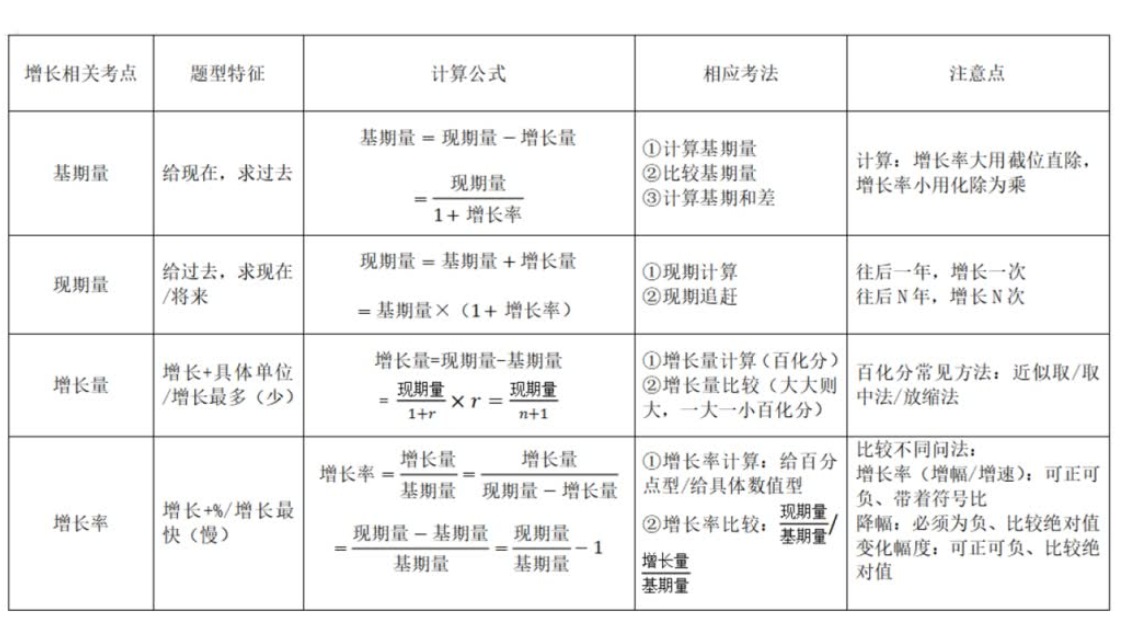 增长相关考点 题型特征 计算公式 相应考法 注意点
基期量
给现在，求过去
基期量 = 现期量 − 增长量
= 现期量 / 1+ 增长率
①计算基期量
②比较基期量
③计算基期和差
计算：增长率大用截位直除，
增长率小用化除为乘
现期量
给过去，求现在
/将来
现期量 = 基期量 + 增长量
= 基期量×（1+ 增长率）
①现期计算
②现期追赶
往后一年，增长一次
往后N年，增长N次
增长量
增长+具体单位
/增长最多（少）
增长量=现期量−基期量
= 现期量/1+r × r = 现期量/n+1
①增长量计算（百化分）
②增长量比较（大大则
大，一大一小百化分）
百化分常见方法：近似取/取
中法/放缩法
增长率
增长+%/增长最
快（慢）
增长率 = 增长量/基期量 = 增长量/现期量 − 增长量
= 现期量 − 基期量/基期量 = 现期量/基期量 − 1
①增长率计算：给百分
点型/给具体数值型
②增长率比较：现期量/基期量/
增长量/基期量
比较不同问法：
增长率（增幅/增速）：可正可
负、带着符号比
降幅：必须为负、比较绝对值
变化幅度：可正可负、比较绝
对值